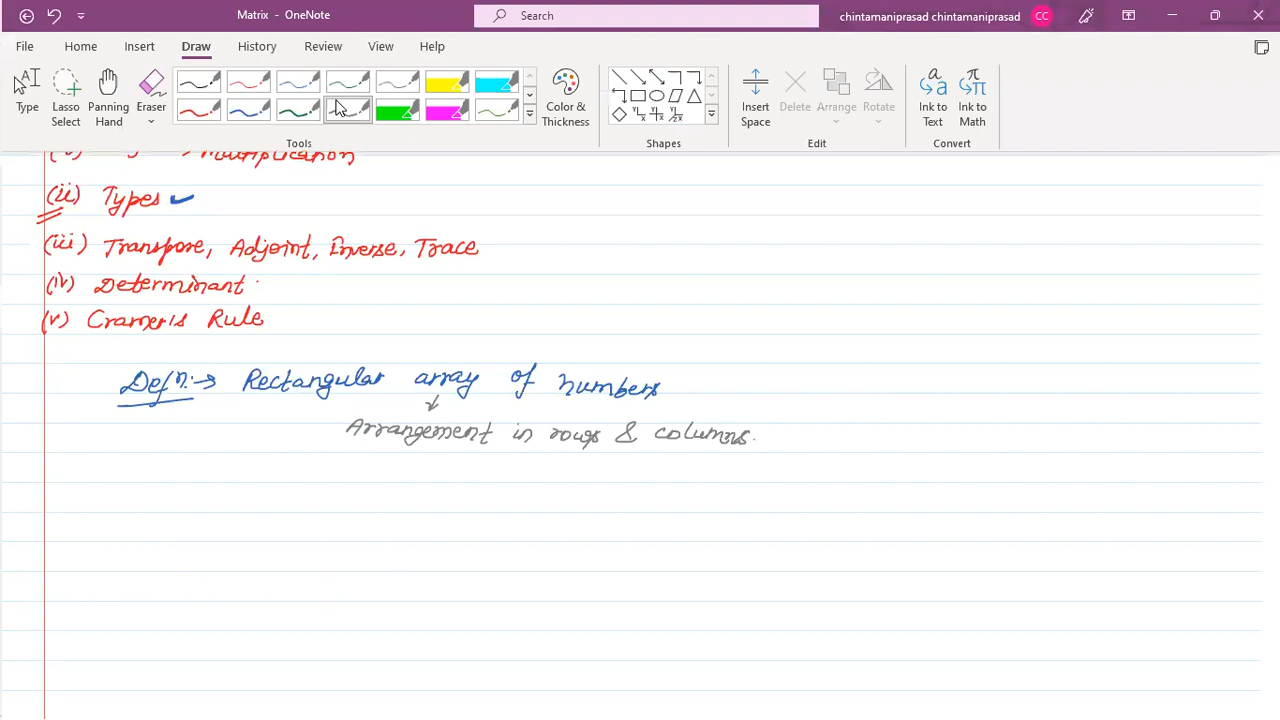 Matrix - OneNote
Search
chintamaniprasad chintamaniprasad CC
File Home Insert Draw History Review View Help
Type
Lasso Select
Panning Hand
Eraser
Color & Thickness
Insert Space
Delete
Arrange
Rotate
Ink to Text
Ink to Math
Tools
Shapes
Edit
Convert
Multiplication
(ii) Types
(iii) Transpose, Adjoint, Inverse, Trace
(iv) Determinant
(v) Cramer's Rule
Defn:→ Rectangular array of numbers
Arrangement in rows & columns.